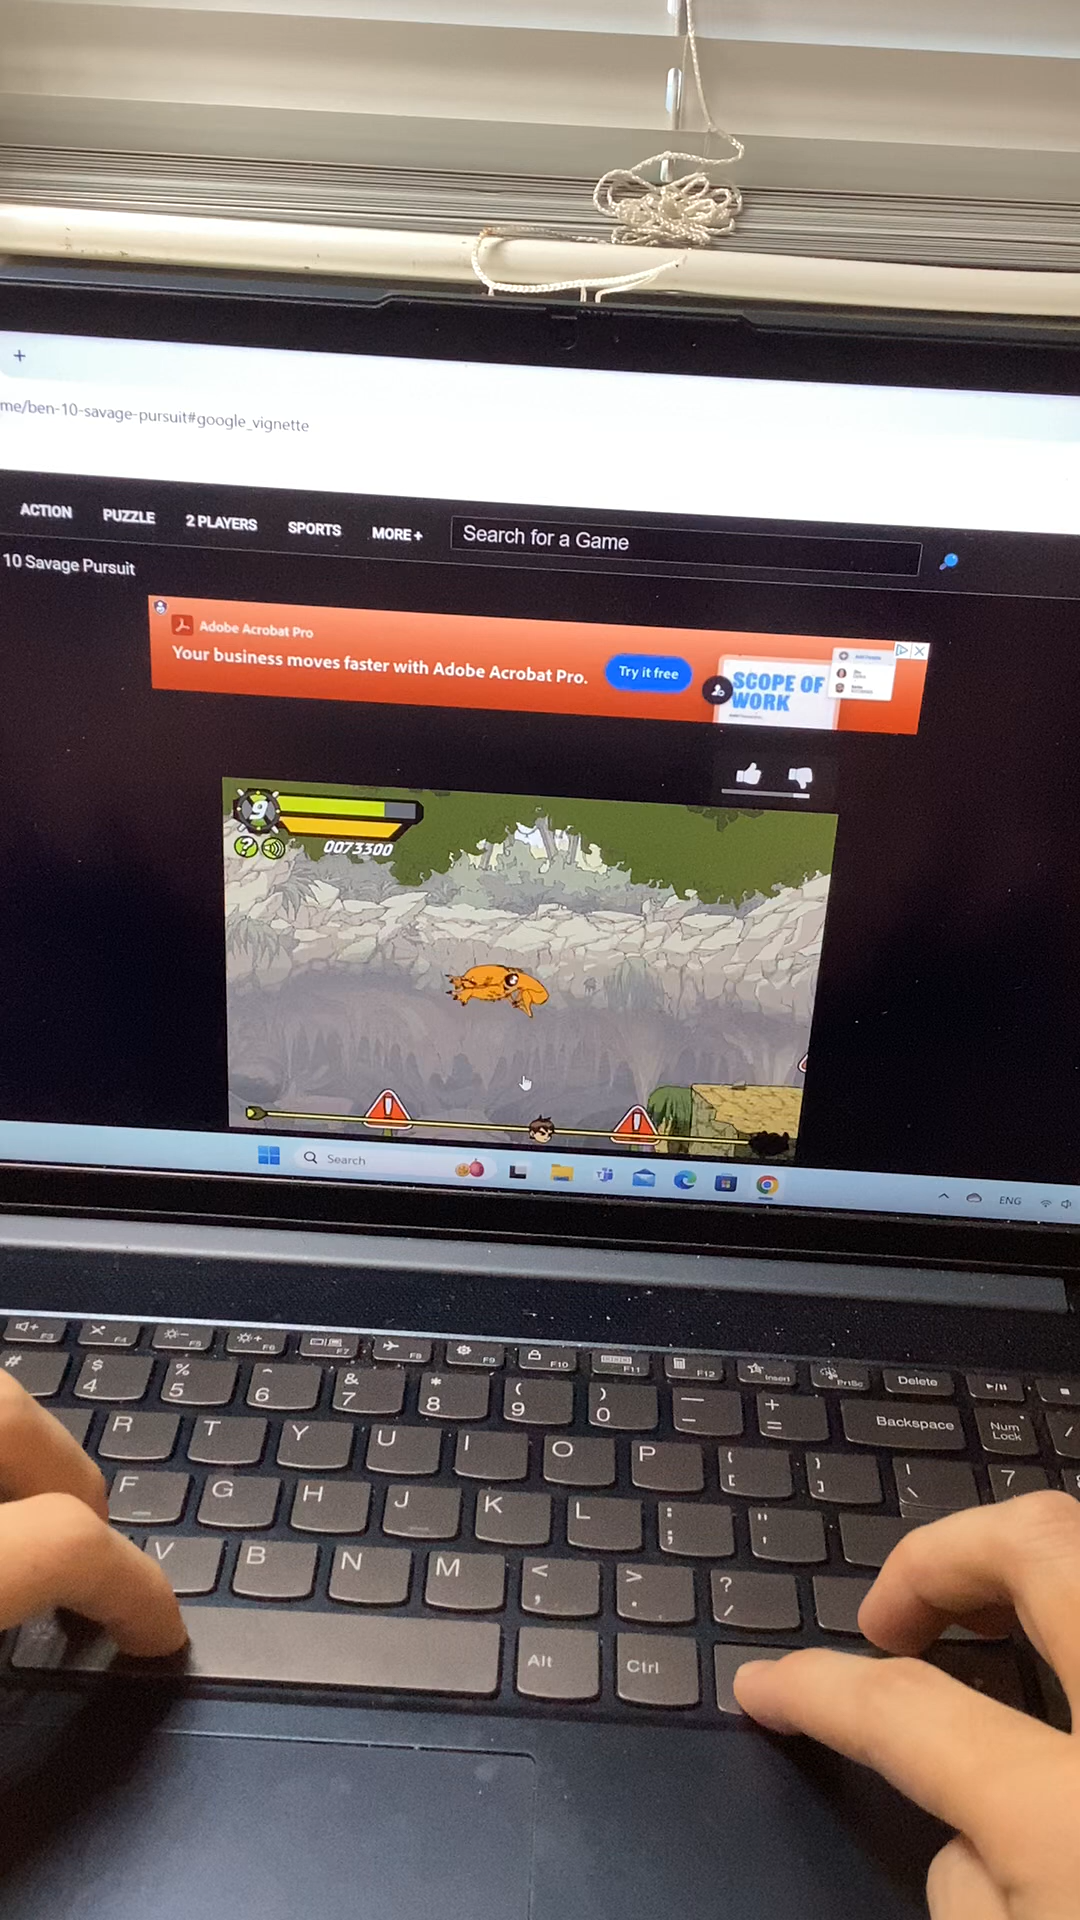 +
me/ben-10-savage-pursuit#google_vignette
ACTION PUZZLE 2 PLAYERS SPORTS MORE + Search for a Game
10 Savage Pursuit
Adobe Acrobat Pro
Your business moves faster with Adobe Acrobat Pro. Try it free
SCOPE OF
WORK
9
?
0073300
! !
Search ENG
F3 F4 F5 F6 F7 F8 F9 F10 F11 F12 Insert PrtSc Delete
# $ 4 % 5 ^ 6 & 7 * 8 ( 9 ) 0 — - + = Backspace Num Lock /
R T Y U I O P { [ } ] | \ 7
F G H J K L : ; " '
V B N M < , > . ? /
Alt Ctrl